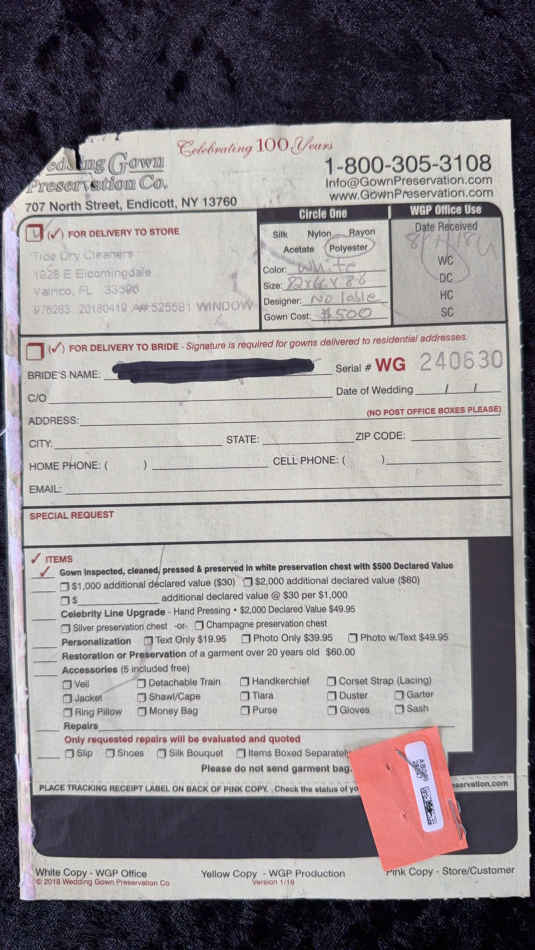 Celebrating 100 Years
Wedding Gown
Preservation Co.
1-800-305-3108
Info@GownPreservation.com
www.GownPreservation.com
707 North Street, Endicott, NY 13760
(✓) FOR DELIVERY TO STORE
Tide Dry Cleaners
1928 E Bloomingdale
Valrico, FL 33596
976263 20180419 A# 525581 WINDOW
Circle One
Silk Nylon Rayon
Acetate Polyester
Color: White
Size:
Designer: No lable
Gown Cost: $500
WGP Office Use
Date Received
WC
DC
HC
SC
(✓) FOR DELIVERY TO BRIDE - Signature is required for gowns delivered to residential addresses.
BRIDE'S NAME:
Serial # WG 240630
C/O
Date of Wedding / /
(NO POST OFFICE BOXES PLEASE)
ADDRESS:
CITY: STATE: ZIP CODE:
HOME PHONE: ( ) CELL PHONE: ( )
EMAIL:
SPECIAL REQUEST
✓ ITEMS
✓ Gown inspected, cleaned, pressed & preserved in white preservation chest with $500 Declared Value
$1,000 additional declared value ($30) $2,000 additional declared value ($60)
$ additional declared value @ $30 per $1,000
Celebrity Line Upgrade - Hand Pressing • $2,000 Declared Value $49.95
Silver preservation chest -or- Champagne preservation chest
Personalization Text Only $19.95 Photo Only $39.95 Photo w/Text $49.95
Restoration or Preservation of a garment over 20 years old $60.00
Accessories (5 included free)
Veil Detachable Train Handkerchief Corset Strap (Lacing)
Jacket Shawl/Cape Tiara Duster Garter
Ring Pillow Money Bag Purse Gloves Sash
Repairs
Only requested repairs will be evaluated and quoted
Slip Shoes Silk Bouquet Items Boxed Separately
Please do not send garment bag.
PLACE TRACKING RECEIPT LABEL ON BACK OF PINK COPY. Check the status of yo
eservation.com
White Copy - WGP Office Yellow Copy - WGP Production Pink Copy - Store/Customer
© 2018 Wedding Gown Preservation Co Version 1/18